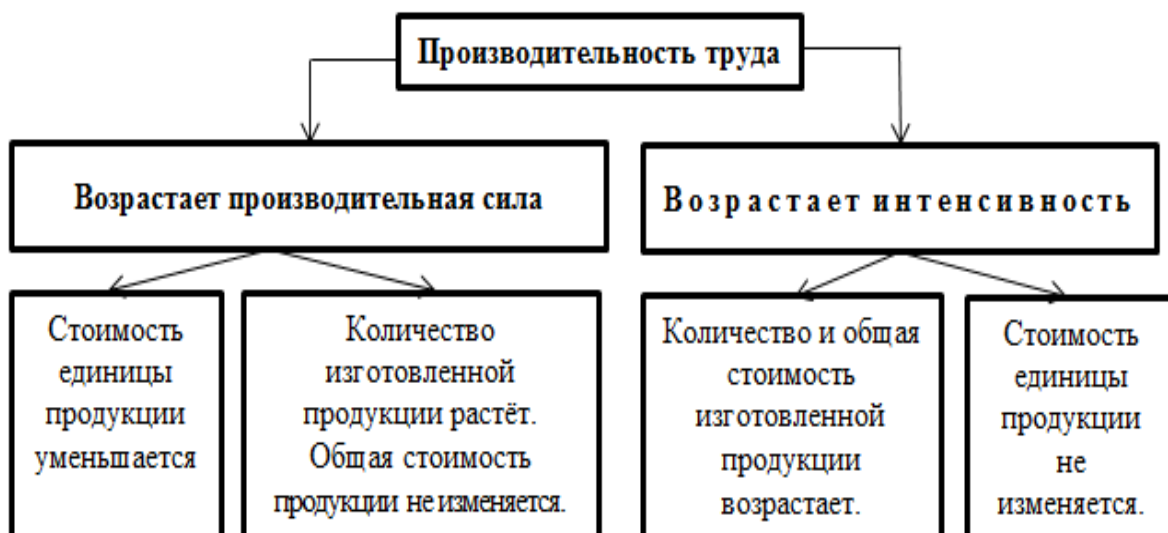 Производительность труда
Возрастает производительная сила
Возрастает интенсивность
Стоимость
единицы
продукции
уменьшается
Количество
изготовленной
продукции растёт.
Общая стоимость
продукции не изменяется.
Количество и общая
стоимость
изготовленной
продукции
возрастает.
Стоимость
единицы
продукции
не
изменяется.